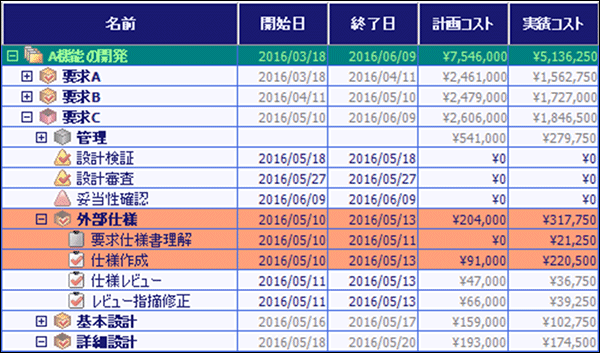 名前 開始日 終了日 計画コスト 実績コスト
A機能の開発 2016/03/18 2016/06/09 ¥7,546,000 ¥5,136,250
要求A 2016/03/18 2016/04/11 ¥2,461,000 ¥1,562,750
要求B 2016/04/11 2016/05/10 ¥2,479,000 ¥1,727,000
要求C 2016/05/10 2016/06/09 ¥2,606,000 ¥1,846,500
管理 ¥541,000 ¥279,750
設計検証 2016/05/18 2016/05/18 ¥0 ¥0
設計審査 2016/05/27 2016/05/27 ¥0 ¥0
妥当性確認 2016/06/09 2016/06/09 ¥0 ¥0
外部仕様 2016/05/10 2016/05/13 ¥204,000 ¥317,750
要求仕様書理解 2016/05/10 2016/05/11 ¥0 ¥21,250
仕様作成 2016/05/10 2016/05/13 ¥91,000 ¥220,500
仕様レビュー 2016/05/11 2016/05/13 ¥47,000 ¥36,750
レビュー指摘修正 2016/05/11 2016/05/13 ¥66,000 ¥39,250
基本設計 2016/05/16 2016/05/17 ¥159,000 ¥102,750
詳細設計 2016/05/18 2016/05/20 ¥193,000 ¥174,500